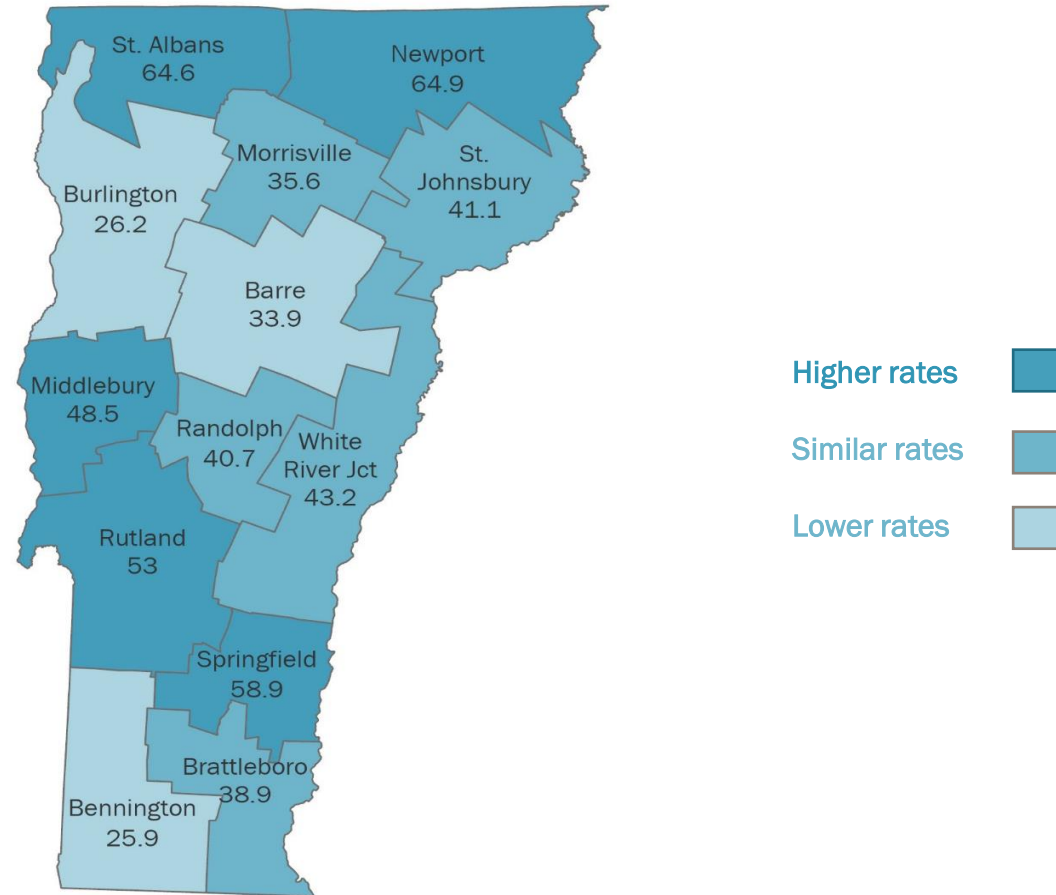 St. Albans
64.6
Newport
64.9
Morrisville
35.6
St.
Johnsbury
41.1
Burlington
26.2
Barre
33.9
Middlebury
48.5
Randolph
40.7
White
River Jct
43.2
Rutland
53
Springfield
58.9
Brattleboro
38.9
Bennington
25.9
Higher rates
Similar rates
Lower rates